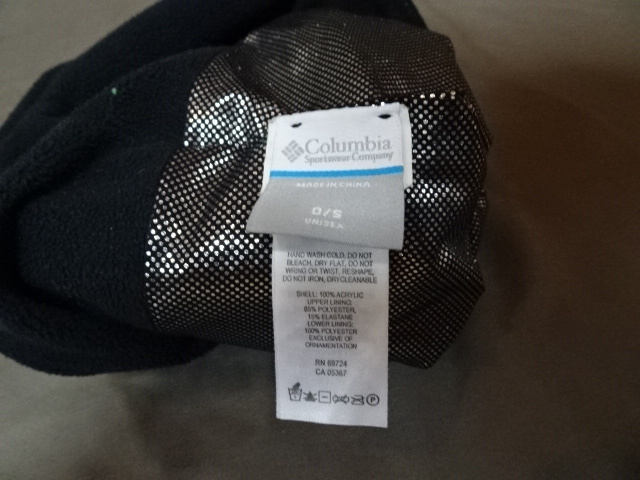 Columbia
Sportswear Company
MADE IN CHINA
O/S
UNISEX
HAND WASH COLD, DO NOT
BLEACH, DRY FLAT, DO NOT
WRING OR TWIST, RESHAPE,
DO NOT IRON, DRYCLEANABLE
SHELL: 100% ACRYLIC
UPPER LINING:
85% POLYESTER,
15% ELASTANE
LOWER LINING:
100% POLYESTER
EXCLUSIVE OF
ORNAMENTATION
RN 69724
CA 05367
P